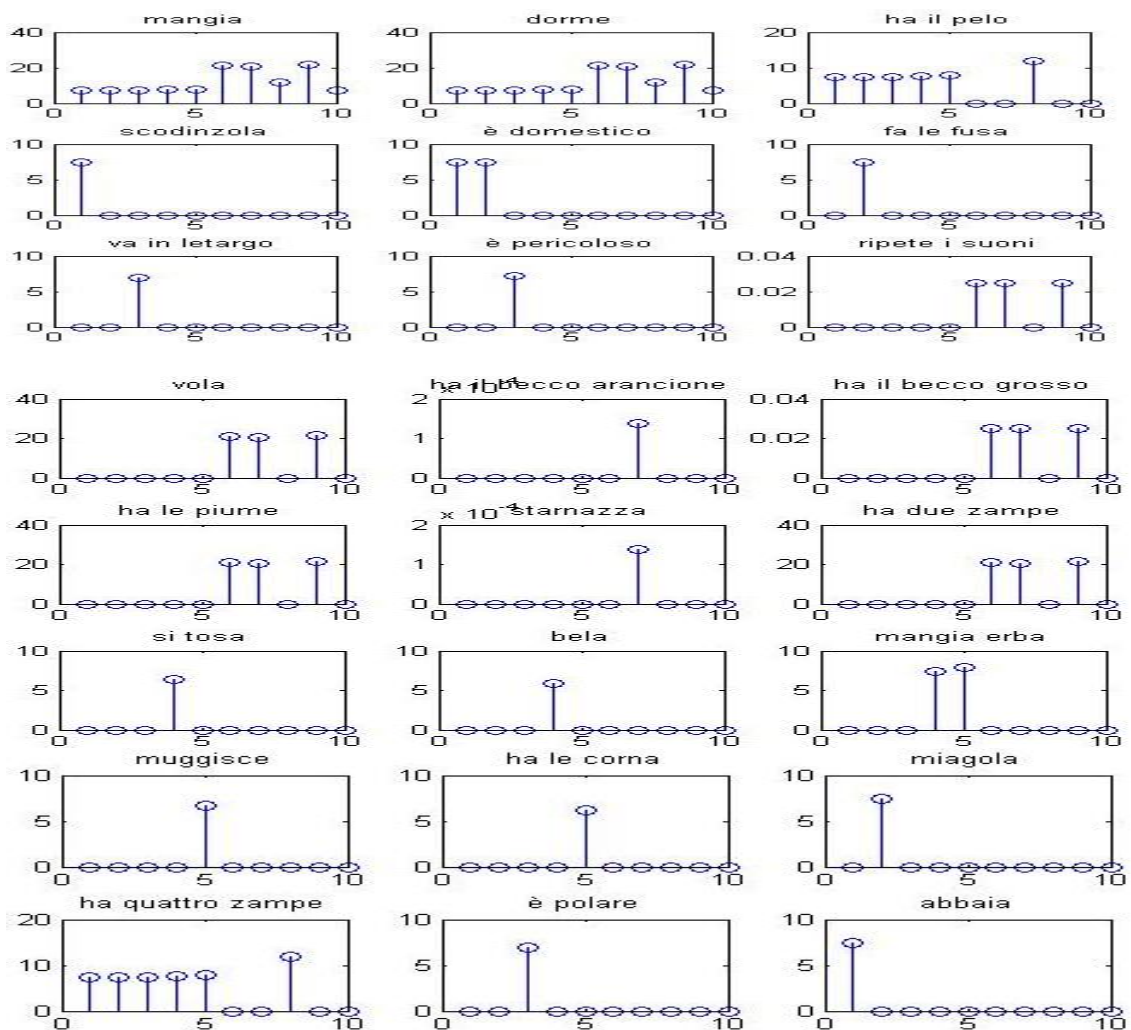 mangia dorme ha il pelo
40 40 20
20 20 10
0 0 0
0 5 10 0 5 10 0 5 10
scodinzola è domestico fa le fusa
10 10 10
5 5 5
0 0 0
0 5 10 0 5 10 0 5 10
va in letargo è pericoloso ripete i suoni
10 10 0.04
5 5 0.02
0 0 0
0 5 10 0 5 10 0 5 10
vola ha il becco arancione ha il becco grosso
x 10⁻⁴
40 2 0.04
20 1 0.02
0 0 0
0 5 10 0 5 10 0 5 10
ha le piume x 10⁻⁴ starnazza ha due zampe
40 2 40
20 1 20
0 0 0
0 5 10 0 5 10 0 5 10
si tosa bela mangia erba
10 10 10
5 5 5
0 0 0
0 5 10 0 5 10 0 5 10
muggisce ha le corna miagola
10 10 10
5 5 5
0 0 0
0 5 10 0 5 10 0 5 10
ha quattro zampe è polare abbaia
20 10 10
10 5 5
0 0 0
0 5 10 0 5 10 0 5 10